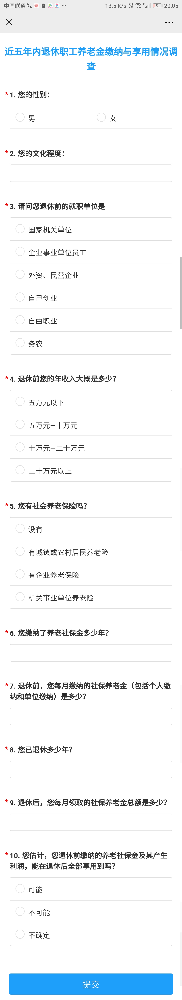 中国联通 13.5 K/s 3G 9 20:05
近五年内退休职工养老金缴纳与享用情况调
查
*1. 您的性别:
男 女
*2. 您的文化程度:
*3. 请问您退休前的就职单位是
国家机关单位
企业事业单位员工
外资、民营企业
自己创业
自由职业
务农
*4. 退休前您的年收入大概是多少?
五万元以下
五万元—十万元
十万元—二十万元
二十万元以上
*5. 您有社会养老保险吗?
没有
有城镇或农村居民养老险
有企业养老保险
机关事业单位养老险
*6. 您缴纳了养老社保金多少年?
*7. 退休前，您每月缴纳的社保养老金（包括个人缴
纳和单位缴纳）是多少?
*8. 您已退休多少年?
*9. 退休后，您每月领取的社保养老金总额是多少?
*10. 您估计，您退休前缴纳的养老社保金及其产生
利润，能在退休后全部享用到吗?
可能
不可能
不确定
提交